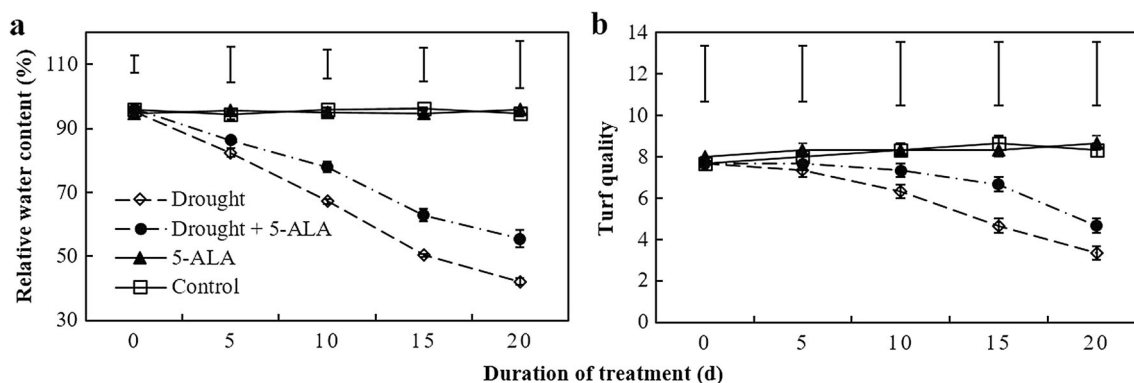 a
Relative water content (%)
110
90
70
50
30
Drought
Drought + 5-ALA
5-ALA
Control
0 5 10 15 20
b
Turf quality
14
12
10
8
6
4
2
0
0 5 10 15 20
Duration of treatment (d)